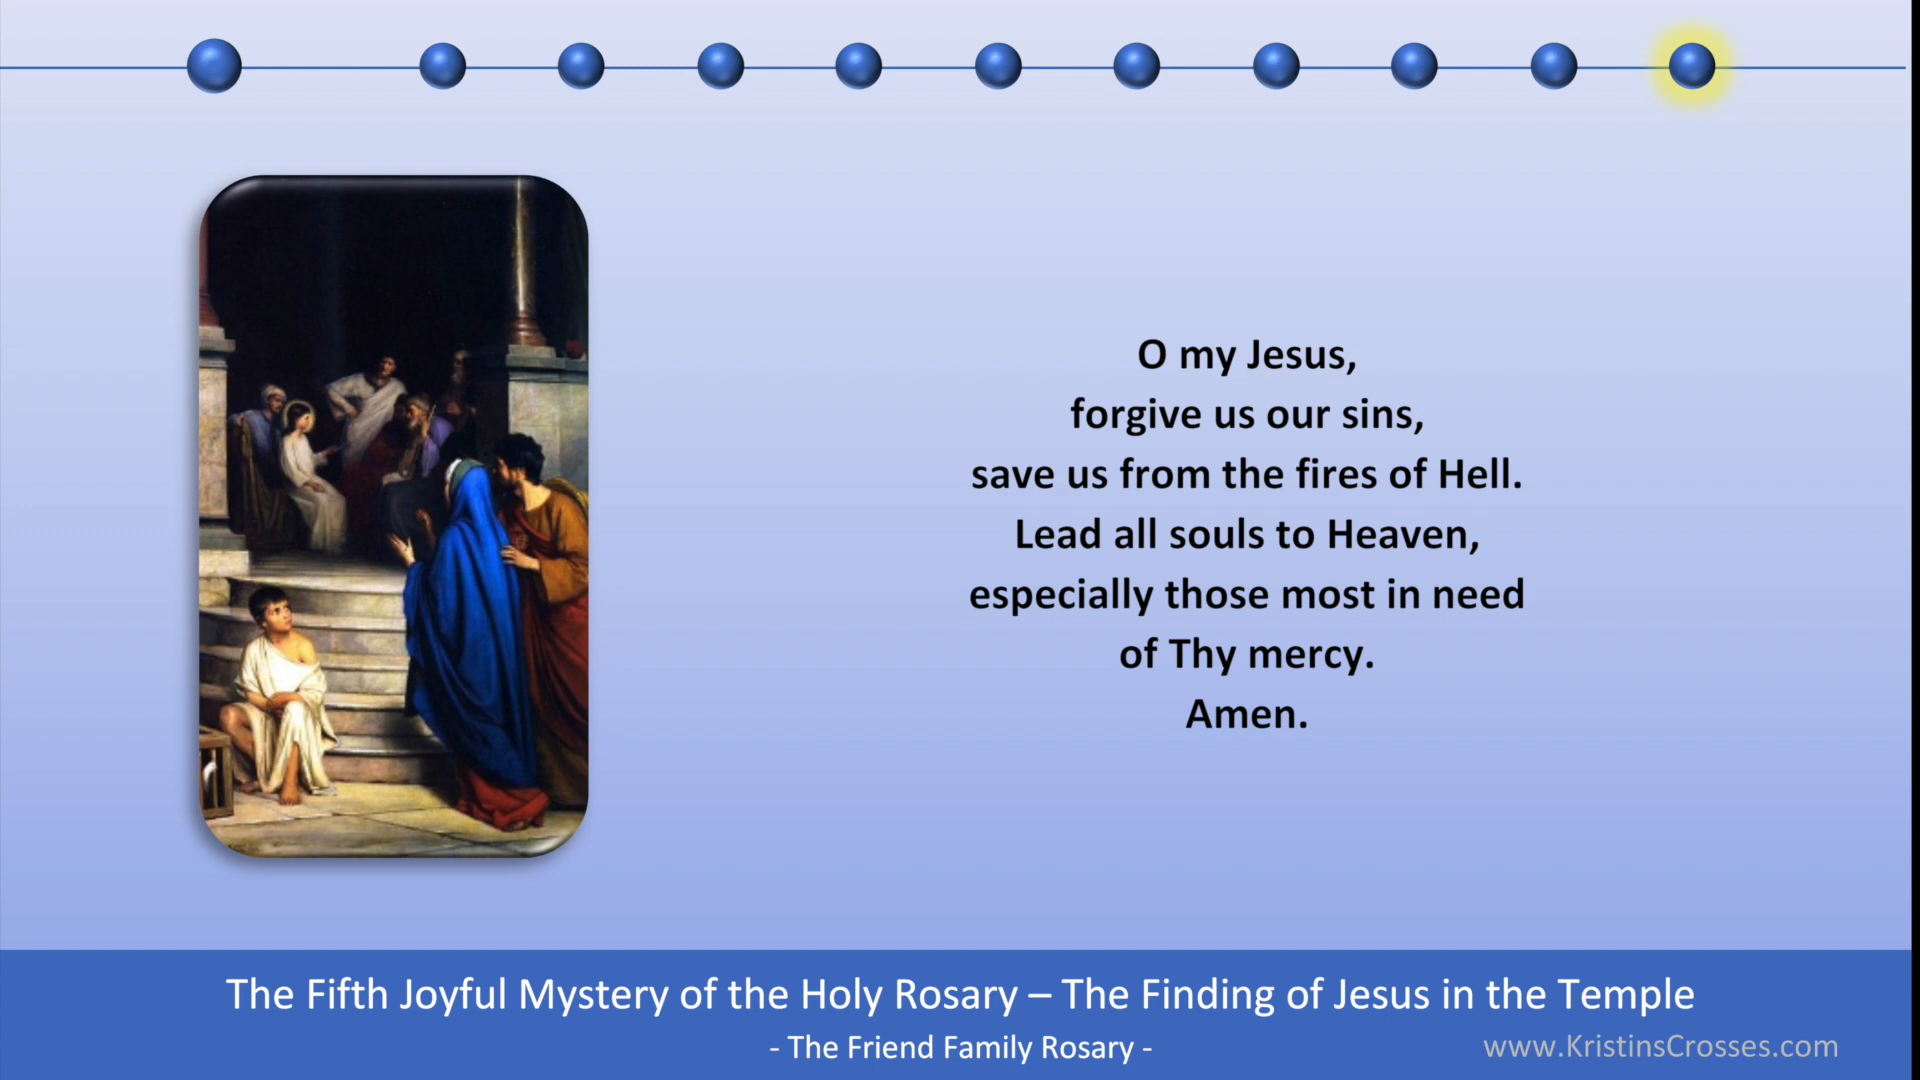 O my Jesus,
forgive us our sins,
save us from the fires of Hell.
Lead all souls to Heaven,
especially those most in need
of Thy mercy.
Amen.
The Fifth Joyful Mystery of the Holy Rosary – The Finding of Jesus in the Temple
- The Friend Family Rosary -
www.KristinsCrosses.com